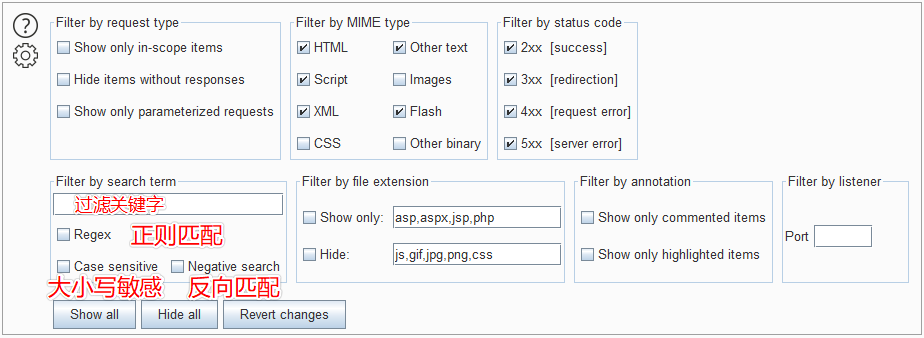 Filter by request type
Show only in-scope items
Hide items without responses
Show only parameterized requests
Filter by MIME type
HTML Other text
Script Images
XML Flash
CSS Other binary
Filter by status code
2xx [success]
3xx [redirection]
4xx [request error]
5xx [server error]
Filter by search term
过滤关键字
Regex 正则匹配
Case sensitive Negative search
大小写敏感 反向匹配
Filter by file extension
Show only: asp,aspx,jsp,php
Hide: js,gif,jpg,png,css
Filter by annotation
Show only commented items
Show only highlighted items
Filter by listener
Port
Show all Hide all Revert changes